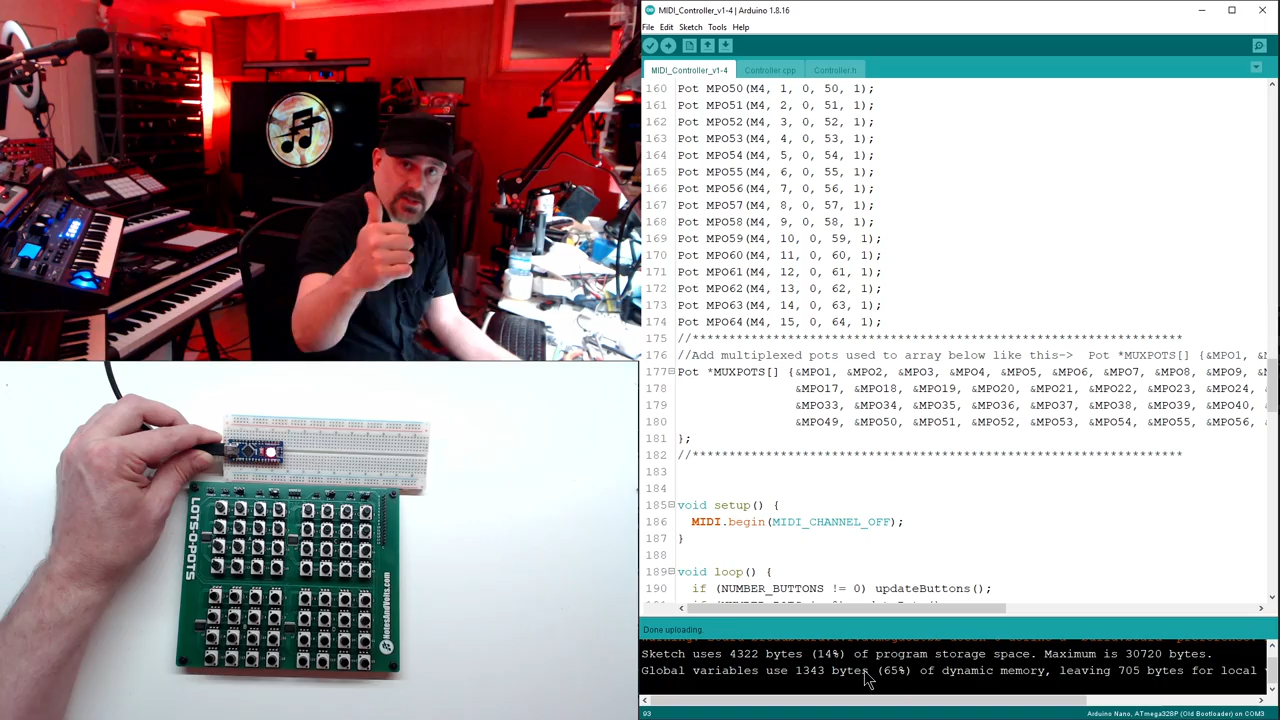 MIDI_Controller_v1-4 | Arduino 1.8.16
File Edit Sketch Tools Help
MIDI_Controller_v1-4 Controller.cpp Controller.h
160 Pot MPO50(M4, 1, 0, 50, 1);
161 Pot MPO51(M4, 2, 0, 51, 1);
162 Pot MPO52(M4, 3, 0, 52, 1);
163 Pot MPO53(M4, 4, 0, 53, 1);
164 Pot MPO54(M4, 5, 0, 54, 1);
165 Pot MPO55(M4, 6, 0, 55, 1);
166 Pot MPO56(M4, 7, 0, 56, 1);
167 Pot MPO57(M4, 8, 0, 57, 1);
168 Pot MPO58(M4, 9, 0, 58, 1);
169 Pot MPO59(M4, 10, 0, 59, 1);
170 Pot MPO60(M4, 11, 0, 60, 1);
171 Pot MPO61(M4, 12, 0, 61, 1);
172 Pot MPO62(M4, 13, 0, 62, 1);
173 Pot MPO63(M4, 14, 0, 63, 1);
174 Pot MPO64(M4, 15, 0, 64, 1);
175 //**********************************************************************
176 //Add multiplexed pots used to array below like this-> Pot *MUXPOTS[] {&MPO1,
177 Pot *MUXPOTS[] {&MPO1, &MPO2, &MPO3, &MPO4, &MPO5, &MPO6, &MPO7, &MPO8, &MPO9,
178 &MPO17, &MPO18, &MPO19, &MPO20, &MPO21, &MPO22, &MPO23, &MPO24,
179 &MPO33, &MPO34, &MPO35, &MPO36, &MPO37, &MPO38, &MPO39, &MPO40,
180 &MPO49, &MPO50, &MPO51, &MPO52, &MPO53, &MPO54, &MPO55, &MPO56,
181 };
182 //**********************************************************************
183
184
185 void setup() {
186 MIDI.begin(MIDI_CHANNEL_OFF);
187 }
188
189 void loop() {
190 if (NUMBER_BUTTONS != 0) updateButtons();
Done uploading.
Sketch uses 4322 bytes (14%) of program storage space. Maximum is 30720 bytes.
Global variables use 1343 bytes (65%) of dynamic memory, leaving 705 bytes for local
93
Arduino Nano, ATmega328P (Old Bootloader) on COM3
LOTS-O-POTS
NotesAndVolts.com